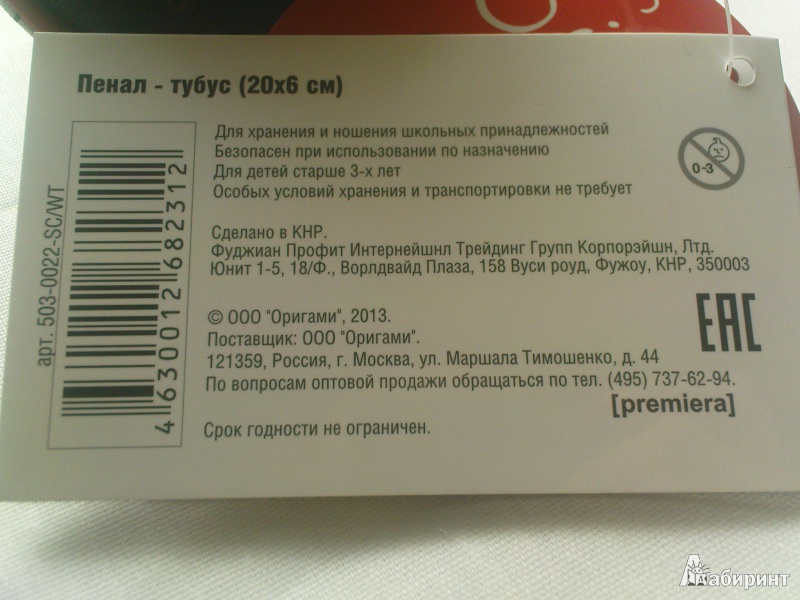 Пенал - тубус (20x6 см)
Для хранения и ношения школьных принадлежностей
Безопасен при использовании по назначению
Для детей старше 3-х лет
Особых условий хранения и транспортировки не требует
0-3
Сделано в КНР.
Фуджиан Профит Интернейшнл Трейдинг Групп Корпорэйшн, Лтд.
Юнит 1-5, 18/Ф., Ворлдвайд Плаза, 158 Вуси роуд, Фужоу, КНР, 350003
© ООО "Оригами", 2013.
Поставщик: ООО "Оригами".
121359, Россия, г. Москва, ул. Маршала Тимошенко, д. 44
По вопросам оптовой продажи обращаться по тел. (495) 737-62-94.
EAC
[premiera]
Срок годности не ограничен.
арт. 503-0022-SC/WT
4630012682312
Лабиринт